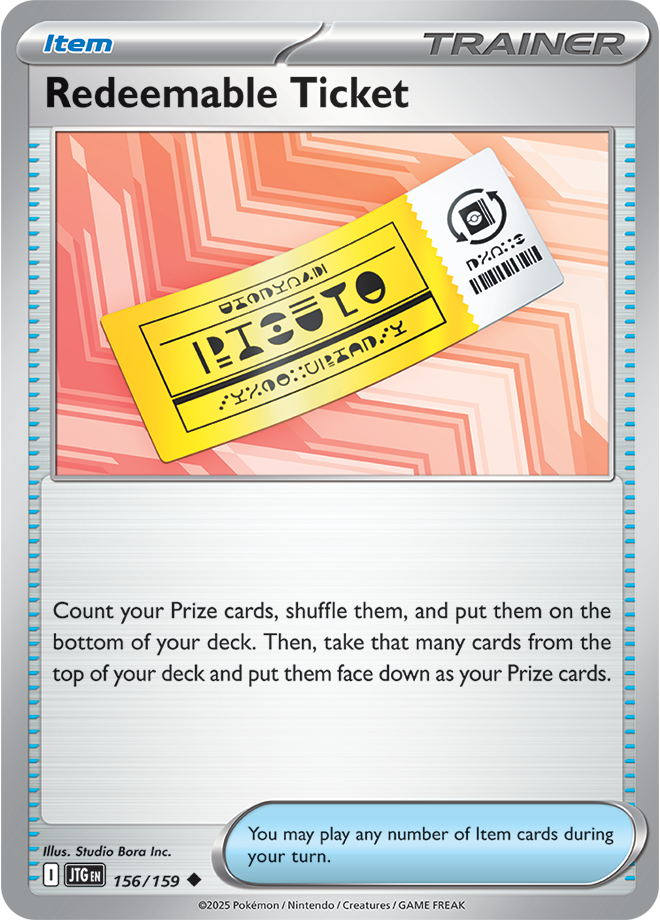 Item
TRAINER
Redeemable Ticket
Count your Prize cards, shuffle them, and put them on the
bottom of your deck. Then, take that many cards from the
top of your deck and put them face down as your Prize cards.
You may play any number of Item cards during
your turn.
Illus. Studio Bora Inc.
I JTG EN 156/159
©2025 Pokémon / Nintendo / Creatures / GAME FREAK